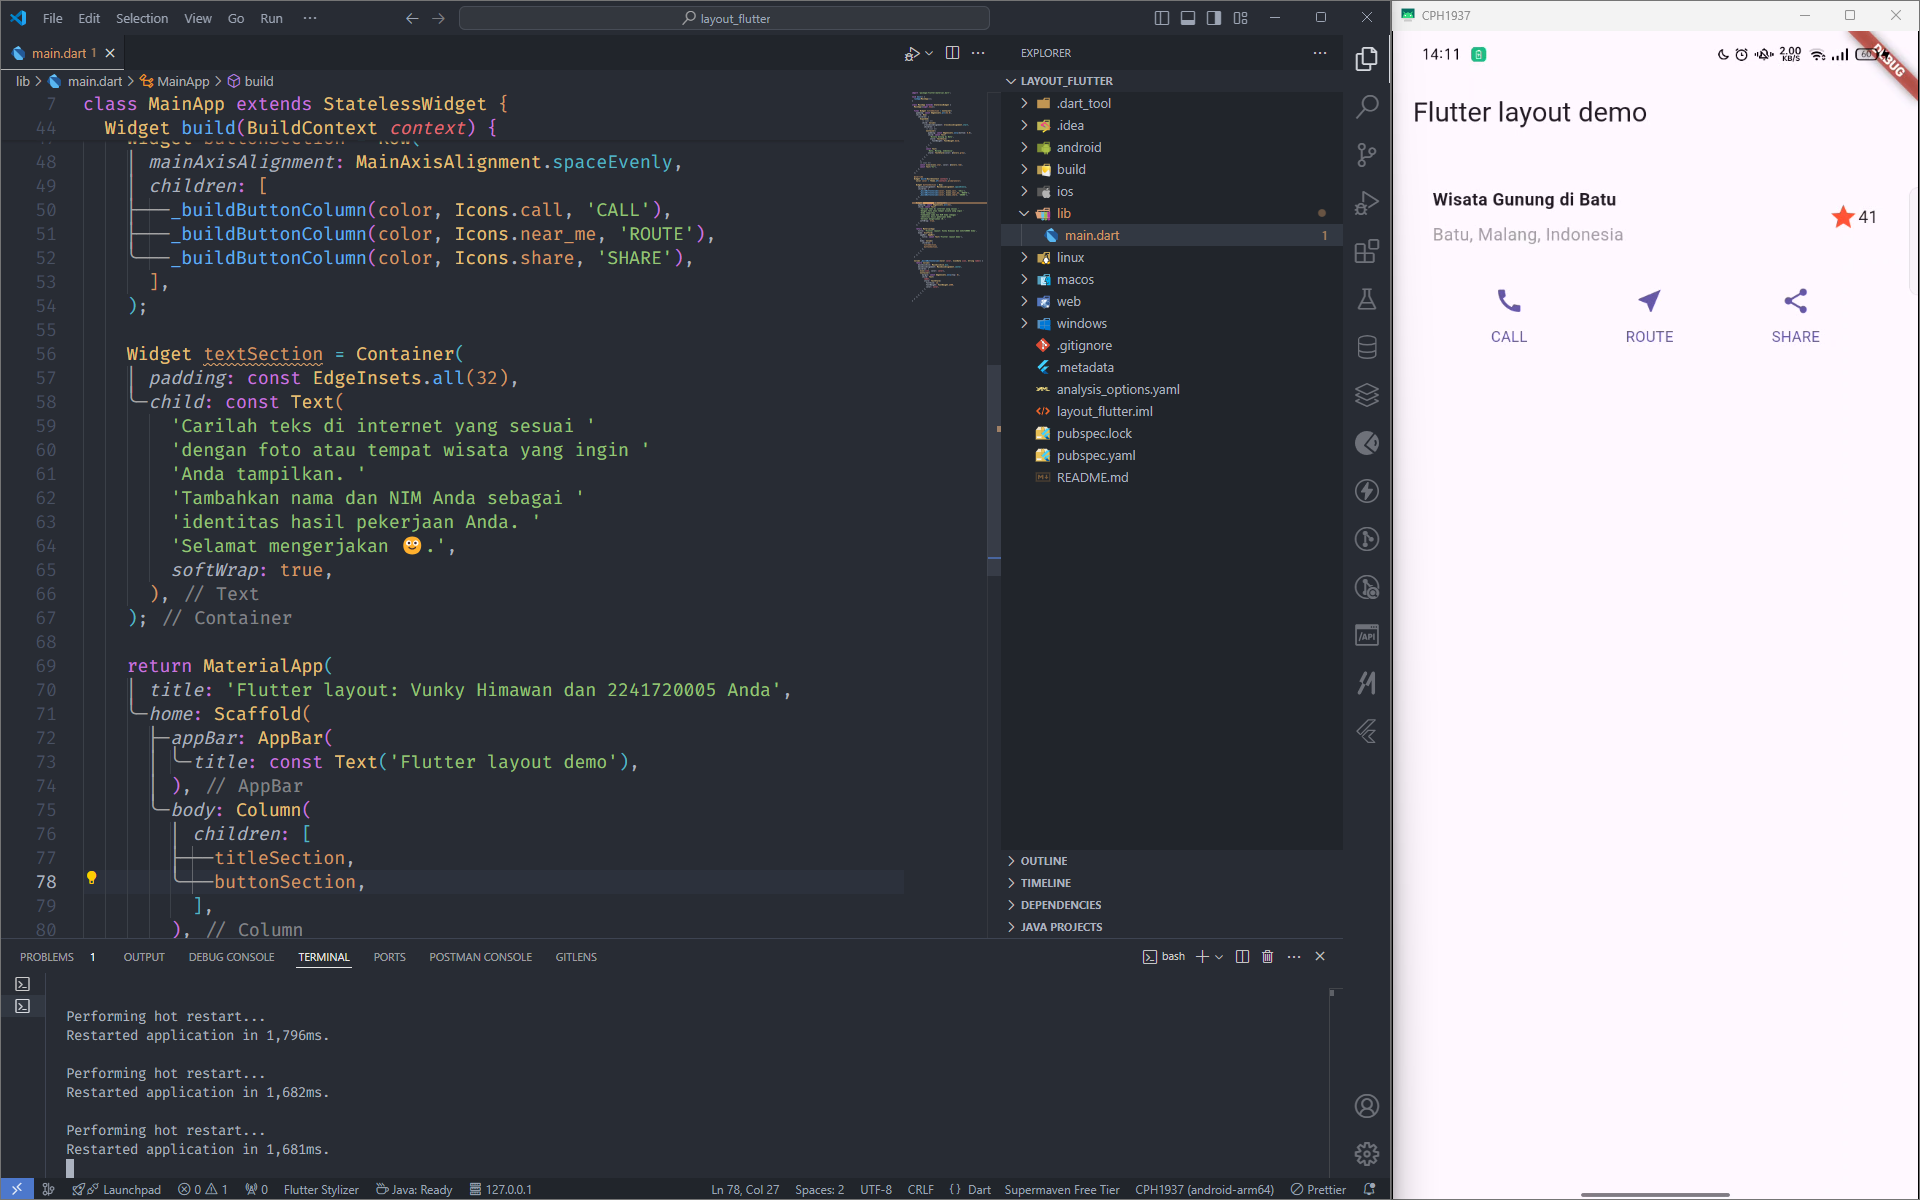 File Edit Selection View Go Run ··· layout_flutter
main.dart 1
lib > main.dart > MainApp > build
7 class MainApp extends StatelessWidget {
44 Widget build(BuildContext context) {
48 mainAxisAlignment: MainAxisAlignment.spaceEvenly,
49 children: [
50 _buildButtonColumn(color, Icons.call, 'CALL'),
51 _buildButtonColumn(color, Icons.near_me, 'ROUTE'),
52 _buildButtonColumn(color, Icons.share, 'SHARE'),
53 ],
54 );
55
56 Widget textSection = Container(
57 padding: const EdgeInsets.all(32),
58 child: const Text(
59 'Carilah teks di internet yang sesuai '
60 'dengan foto atau tempat wisata yang ingin '
61 'Anda tampilkan. '
62 'Tambahkan nama dan NIM Anda sebagai '
63 'identitas hasil pekerjaan Anda. '
64 'Selamat mengerjakan 🙂.',
65 softWrap: true,
66 ), // Text
67 ); // Container
68
69 return MaterialApp(
70 title: 'Flutter layout: Vunky Himawan dan 2241720005 Anda',
71 home: Scaffold(
72 appBar: AppBar(
73 title: const Text('Flutter layout demo'),
74 ), // AppBar
75 body: Column(
76 children: [
77 titleSection,
78 buttonSection,
79 ],
80 ), // Column
EXPLORER
LAYOUT_FLUTTER
.dart_tool
.idea
android
build
ios
lib
main.dart 1
linux
macos
web
windows
.gitignore
.metadata
analysis_options.yaml
layout_flutter.iml
pubspec.lock
pubspec.yaml
README.md
OUTLINE
TIMELINE
DEPENDENCIES
JAVA PROJECTS
PROBLEMS 1 OUTPUT DEBUG CONSOLE TERMINAL PORTS POSTMAN CONSOLE GITLENS bash
Performing hot restart...
Restarted application in 1,796ms.
Performing hot restart...
Restarted application in 1,682ms.
Performing hot restart...
Restarted application in 1,681ms.
Launchpad 0 1 0 Flutter Stylizer Java: Ready 127.0.0.1 Ln 78, Col 27 Spaces: 2 UTF-8 CRLF {} Dart Supermaven Free Tier CPH1937 (android-arm64) Prettier
/API
CPH1937
14:11 2.00 KB/S
DEBUG
Flutter layout demo
Wisata Gunung di Batu
Batu, Malang, Indonesia
41
CALL ROUTE SHARE